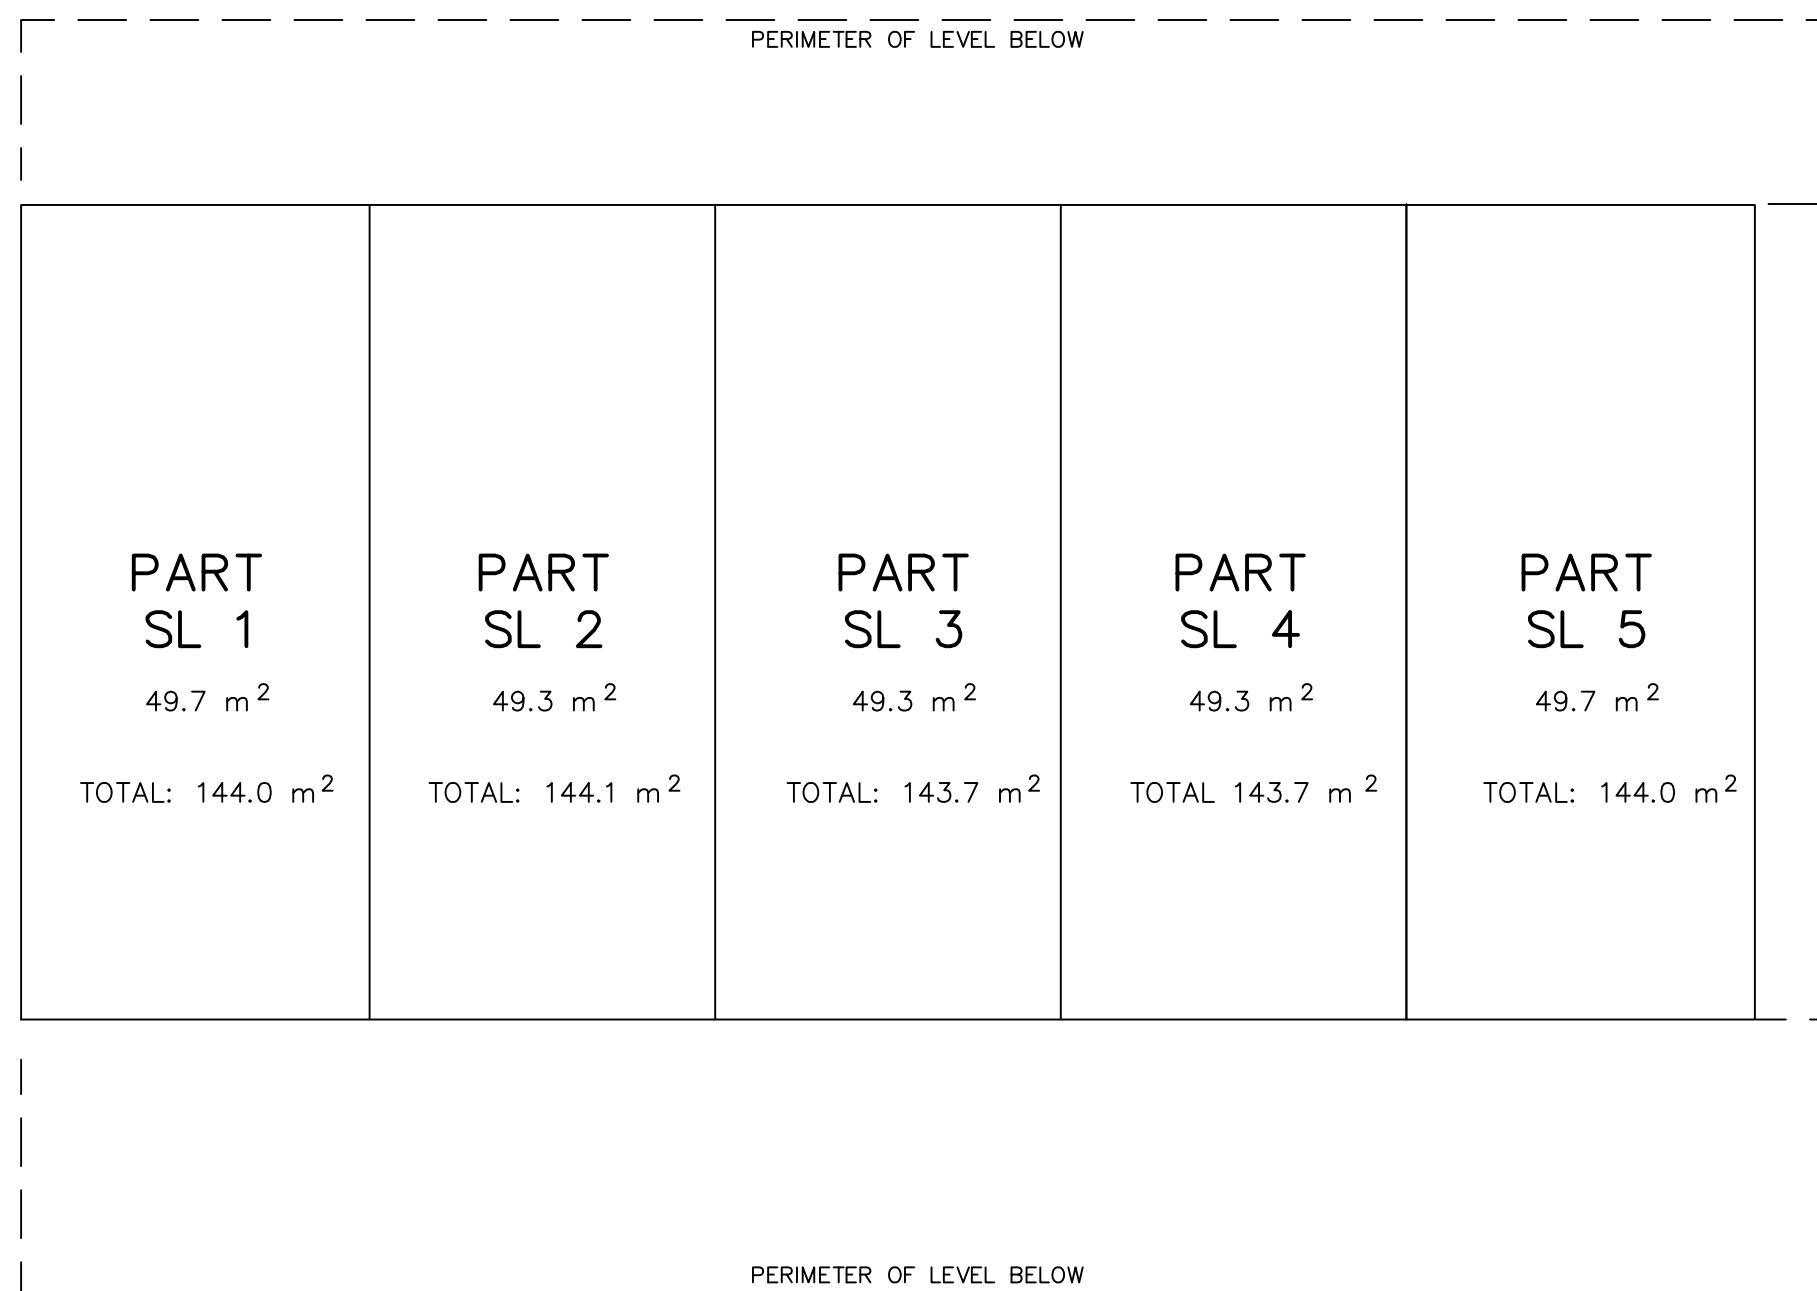 PERIMETER OF LEVEL BELOW
PART
SL 1
49.7 m²
TOTAL: 144.0 m²
PART
SL 2
49.3 m²
TOTAL: 144.1 m²
PART
SL 3
49.3 m²
TOTAL: 143.7 m²
PART
SL 4
49.3 m²
TOTAL 143.7 m²
PART
SL 5
49.7 m²
TOTAL: 144.0 m²
PERIMETER OF LEVEL BELOW